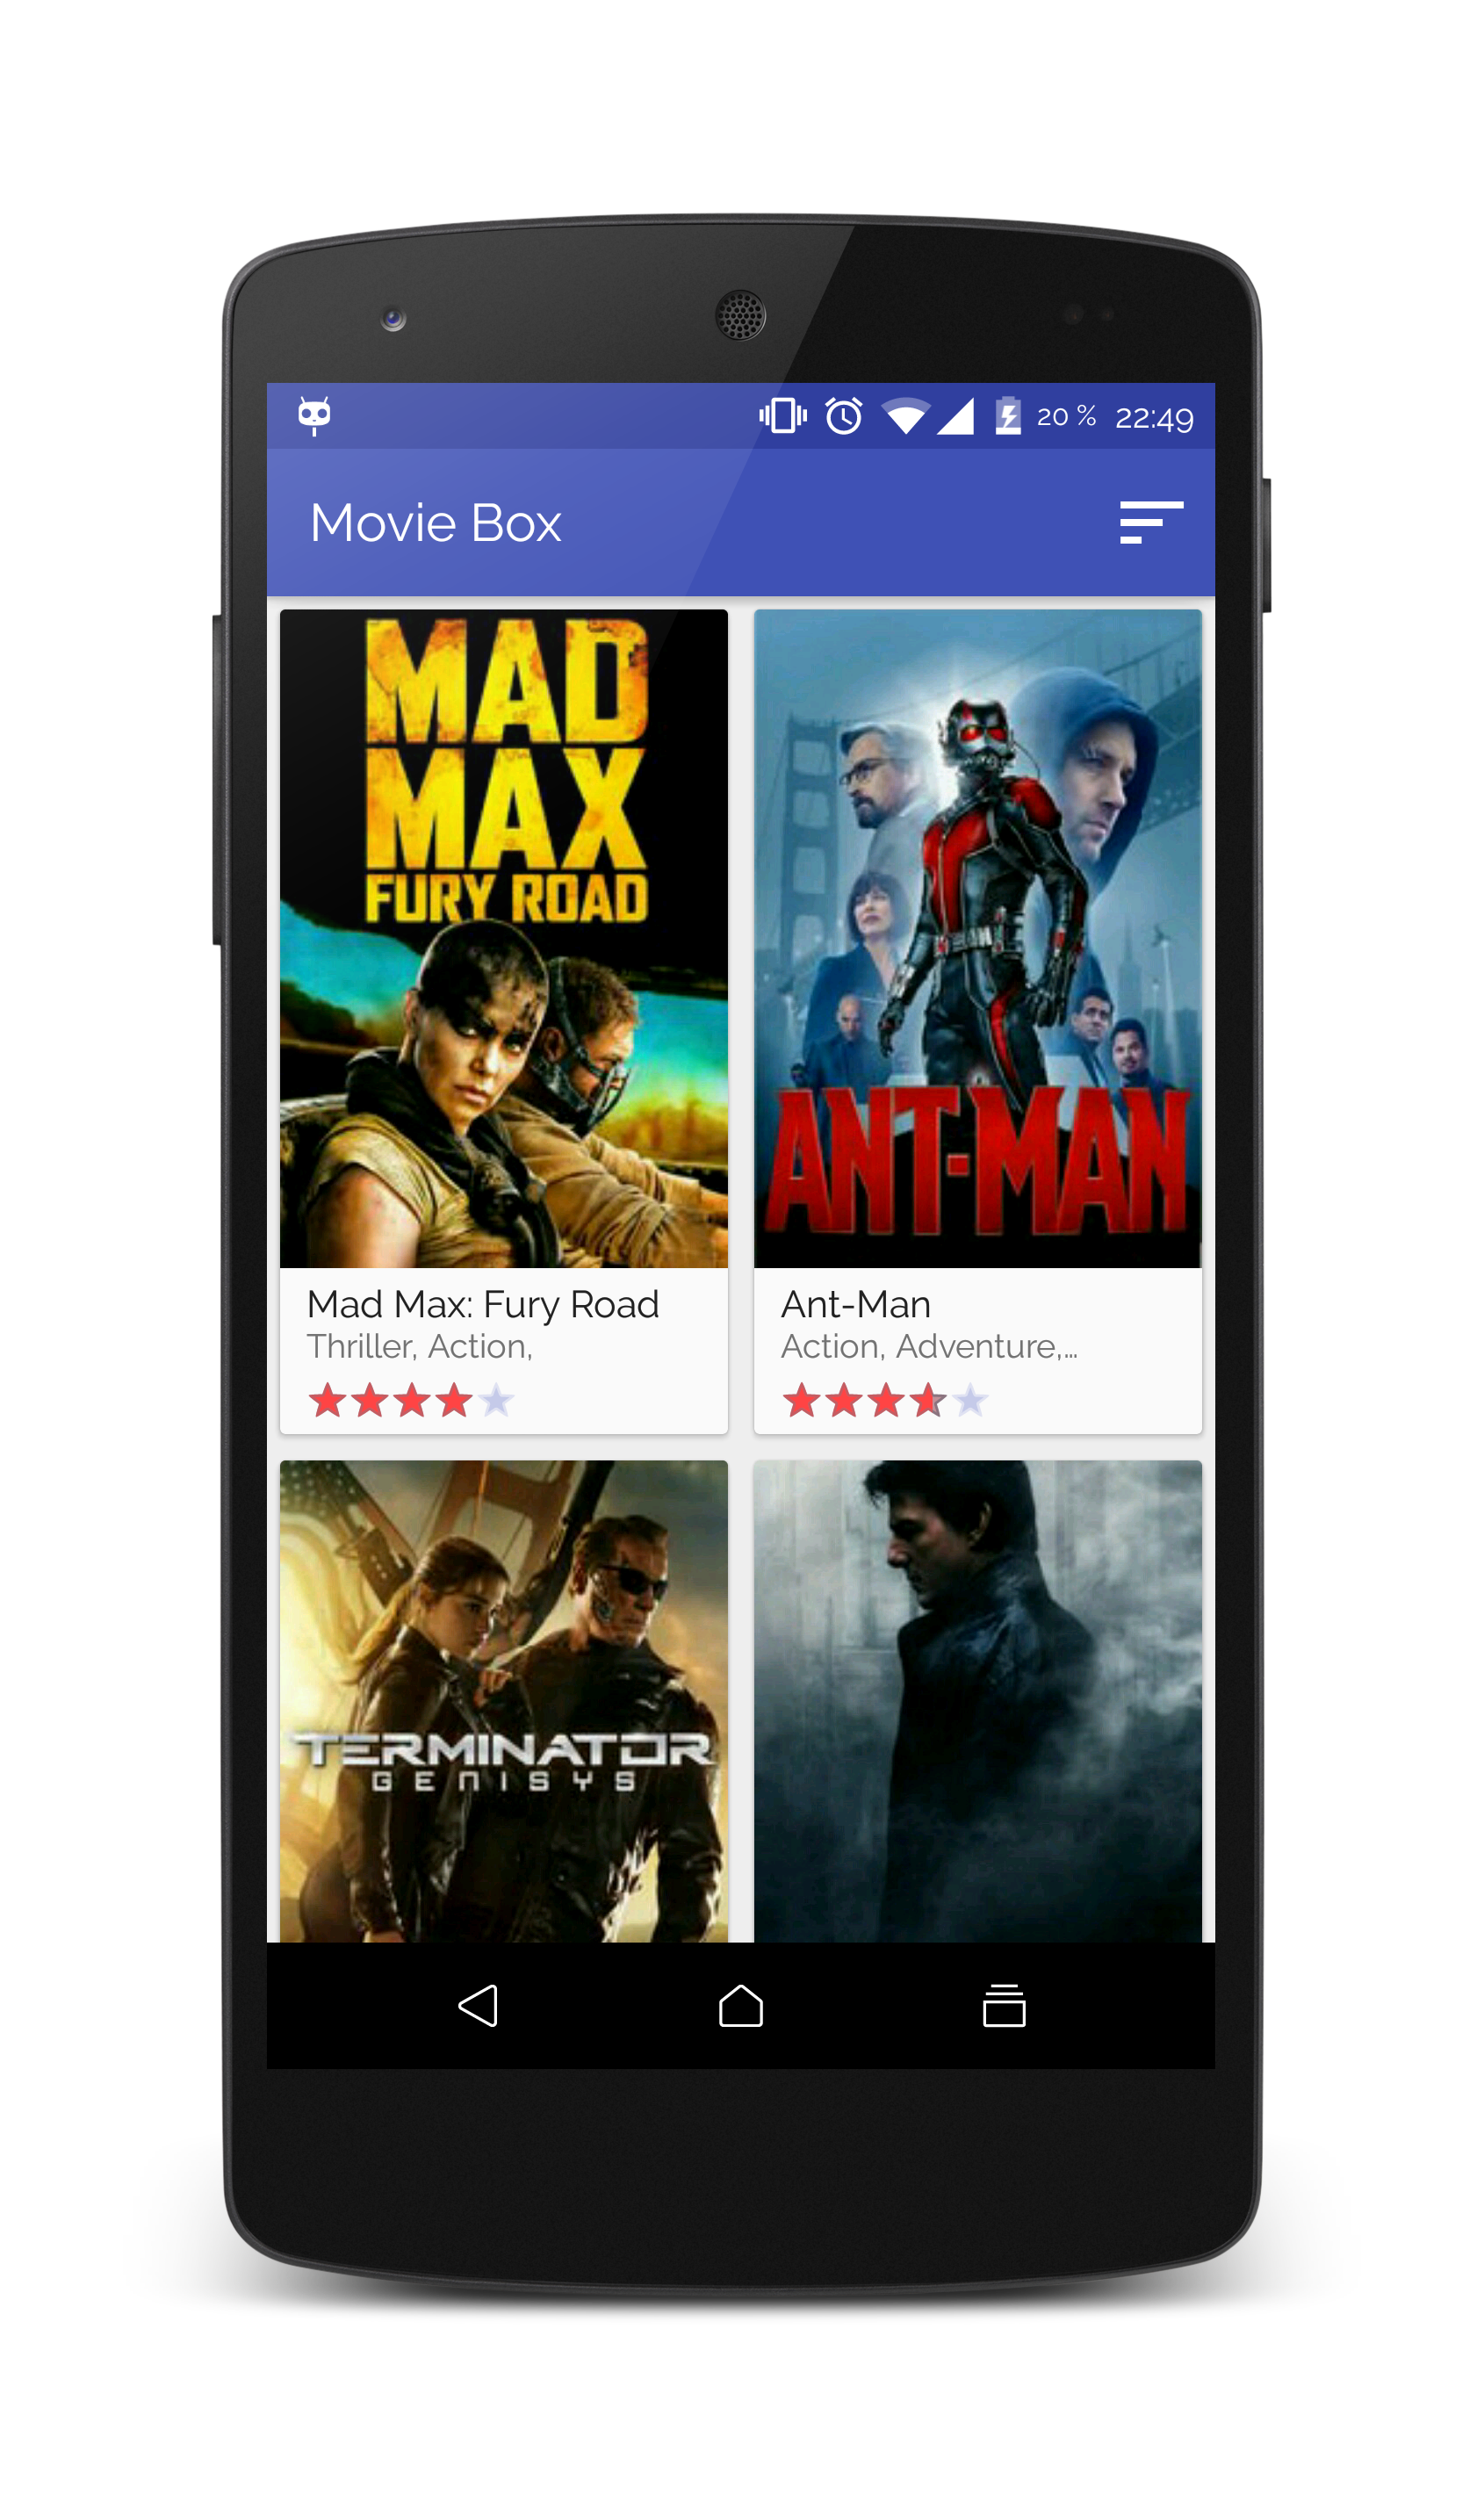 20 % 22:49
Movie Box
MAD
MAX
FURY ROAD
ANT-MAN
Mad Max: Fury Road
Thriller, Action,
Ant-Man
Action, Adventure,...
TERMINATOR
GENISYS